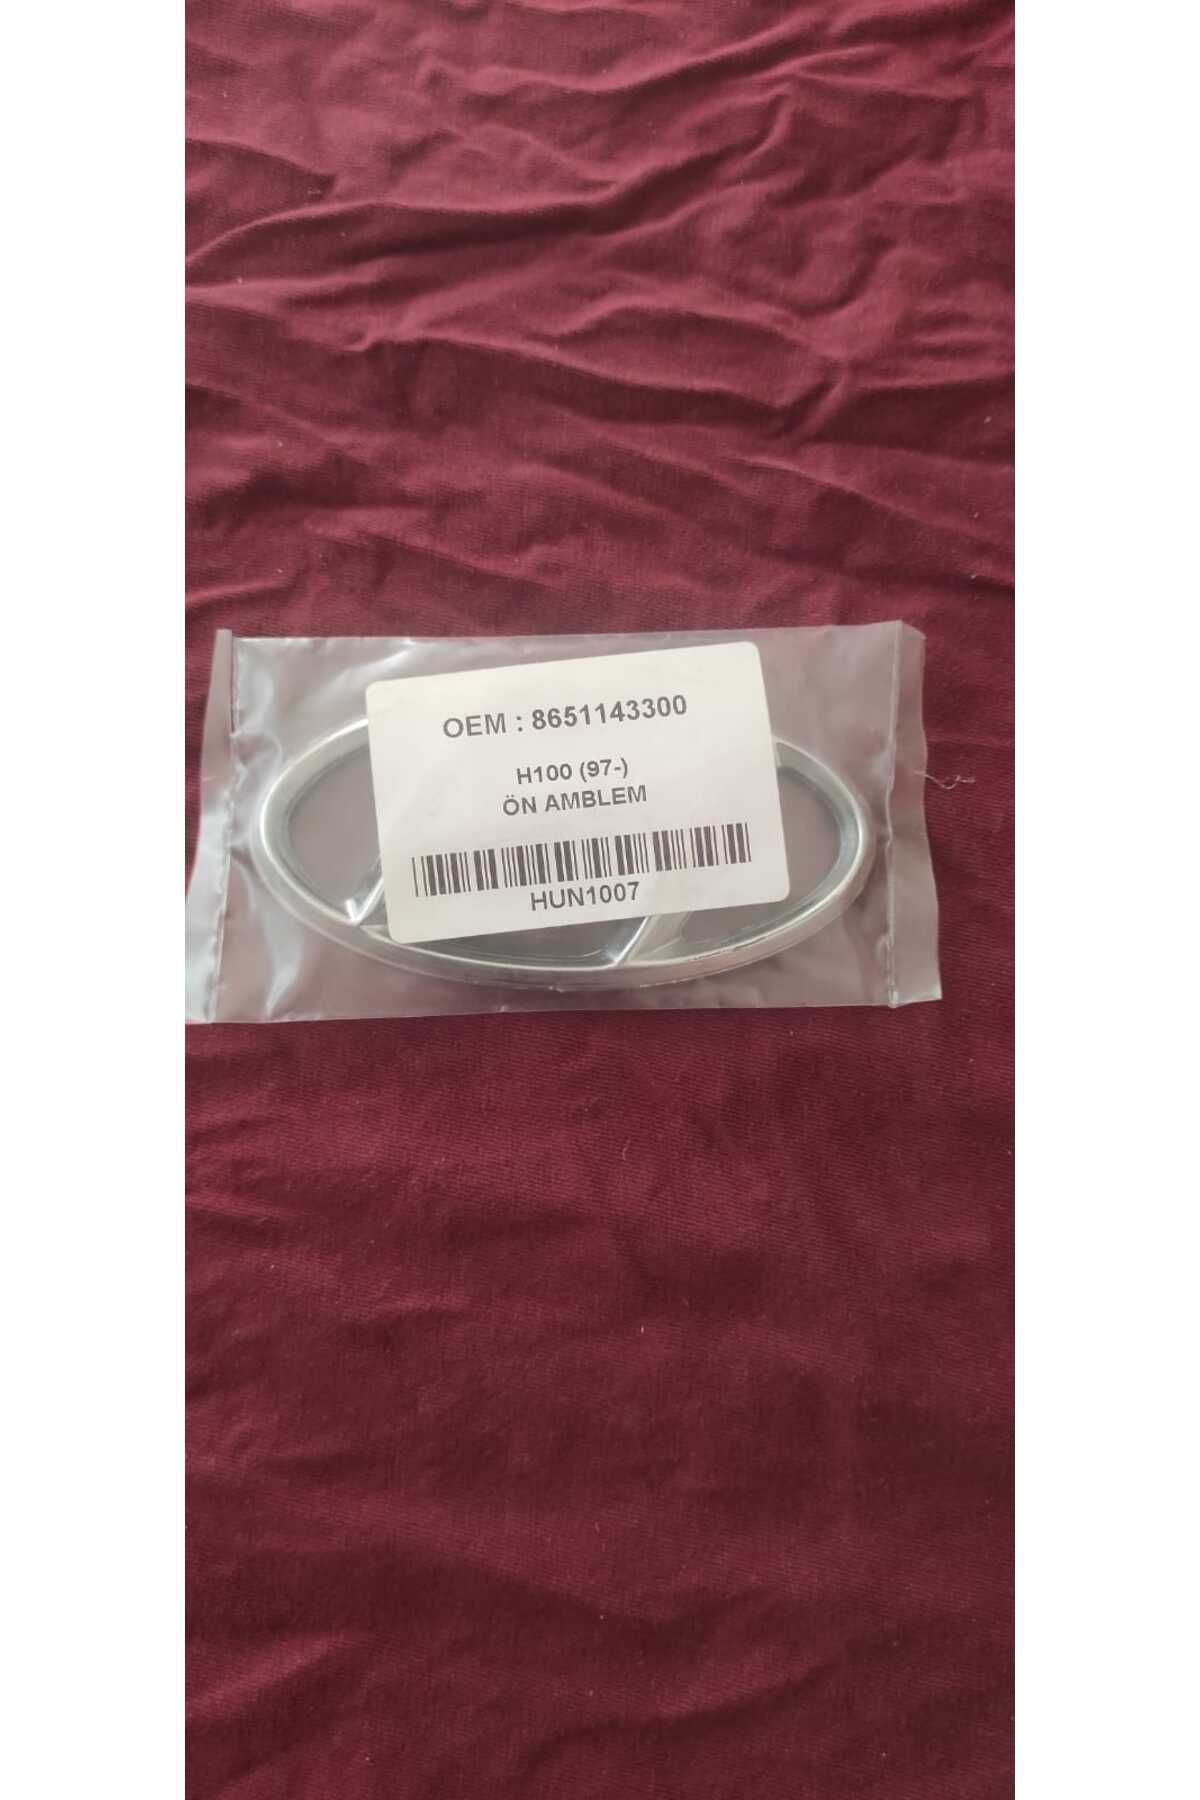 OEM : 8651143300
H100 (97-)
ÖN AMBLEM
HUN1007